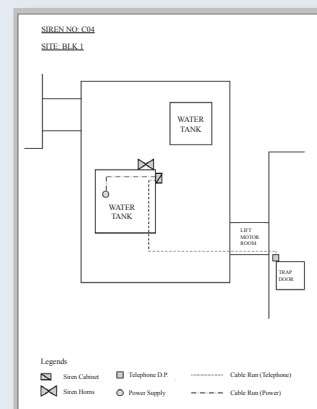 SIREN NO: C04
SITE: BLK 1
WATER
TANK
WATER
TANK
LIFT
MOTOR
ROOM
TRAP
DOOR
Legends
Siren Cabinet
Telephone D.P.
Cable Run (Telephone)
Siren Horns
Power Supply
Cable Run (Power)